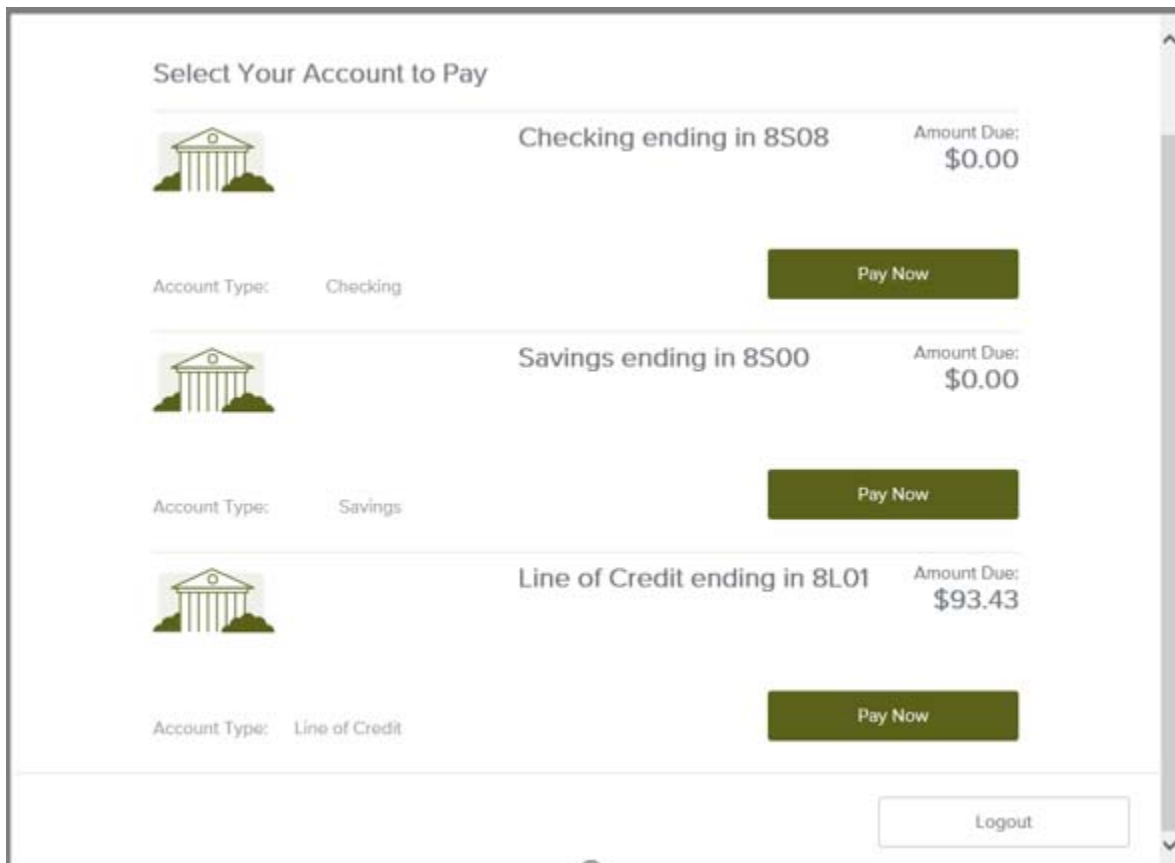 Select Your Account to Pay
Checking ending in 8S08
Amount Due:
$0.00
Account Type: Checking
Pay Now
Savings ending in 8S00
Amount Due:
$0.00
Account Type: Savings
Pay Now
Line of Credit ending in 8L01
Amount Due:
$93.43
Account Type: Line of Credit
Pay Now
Logout